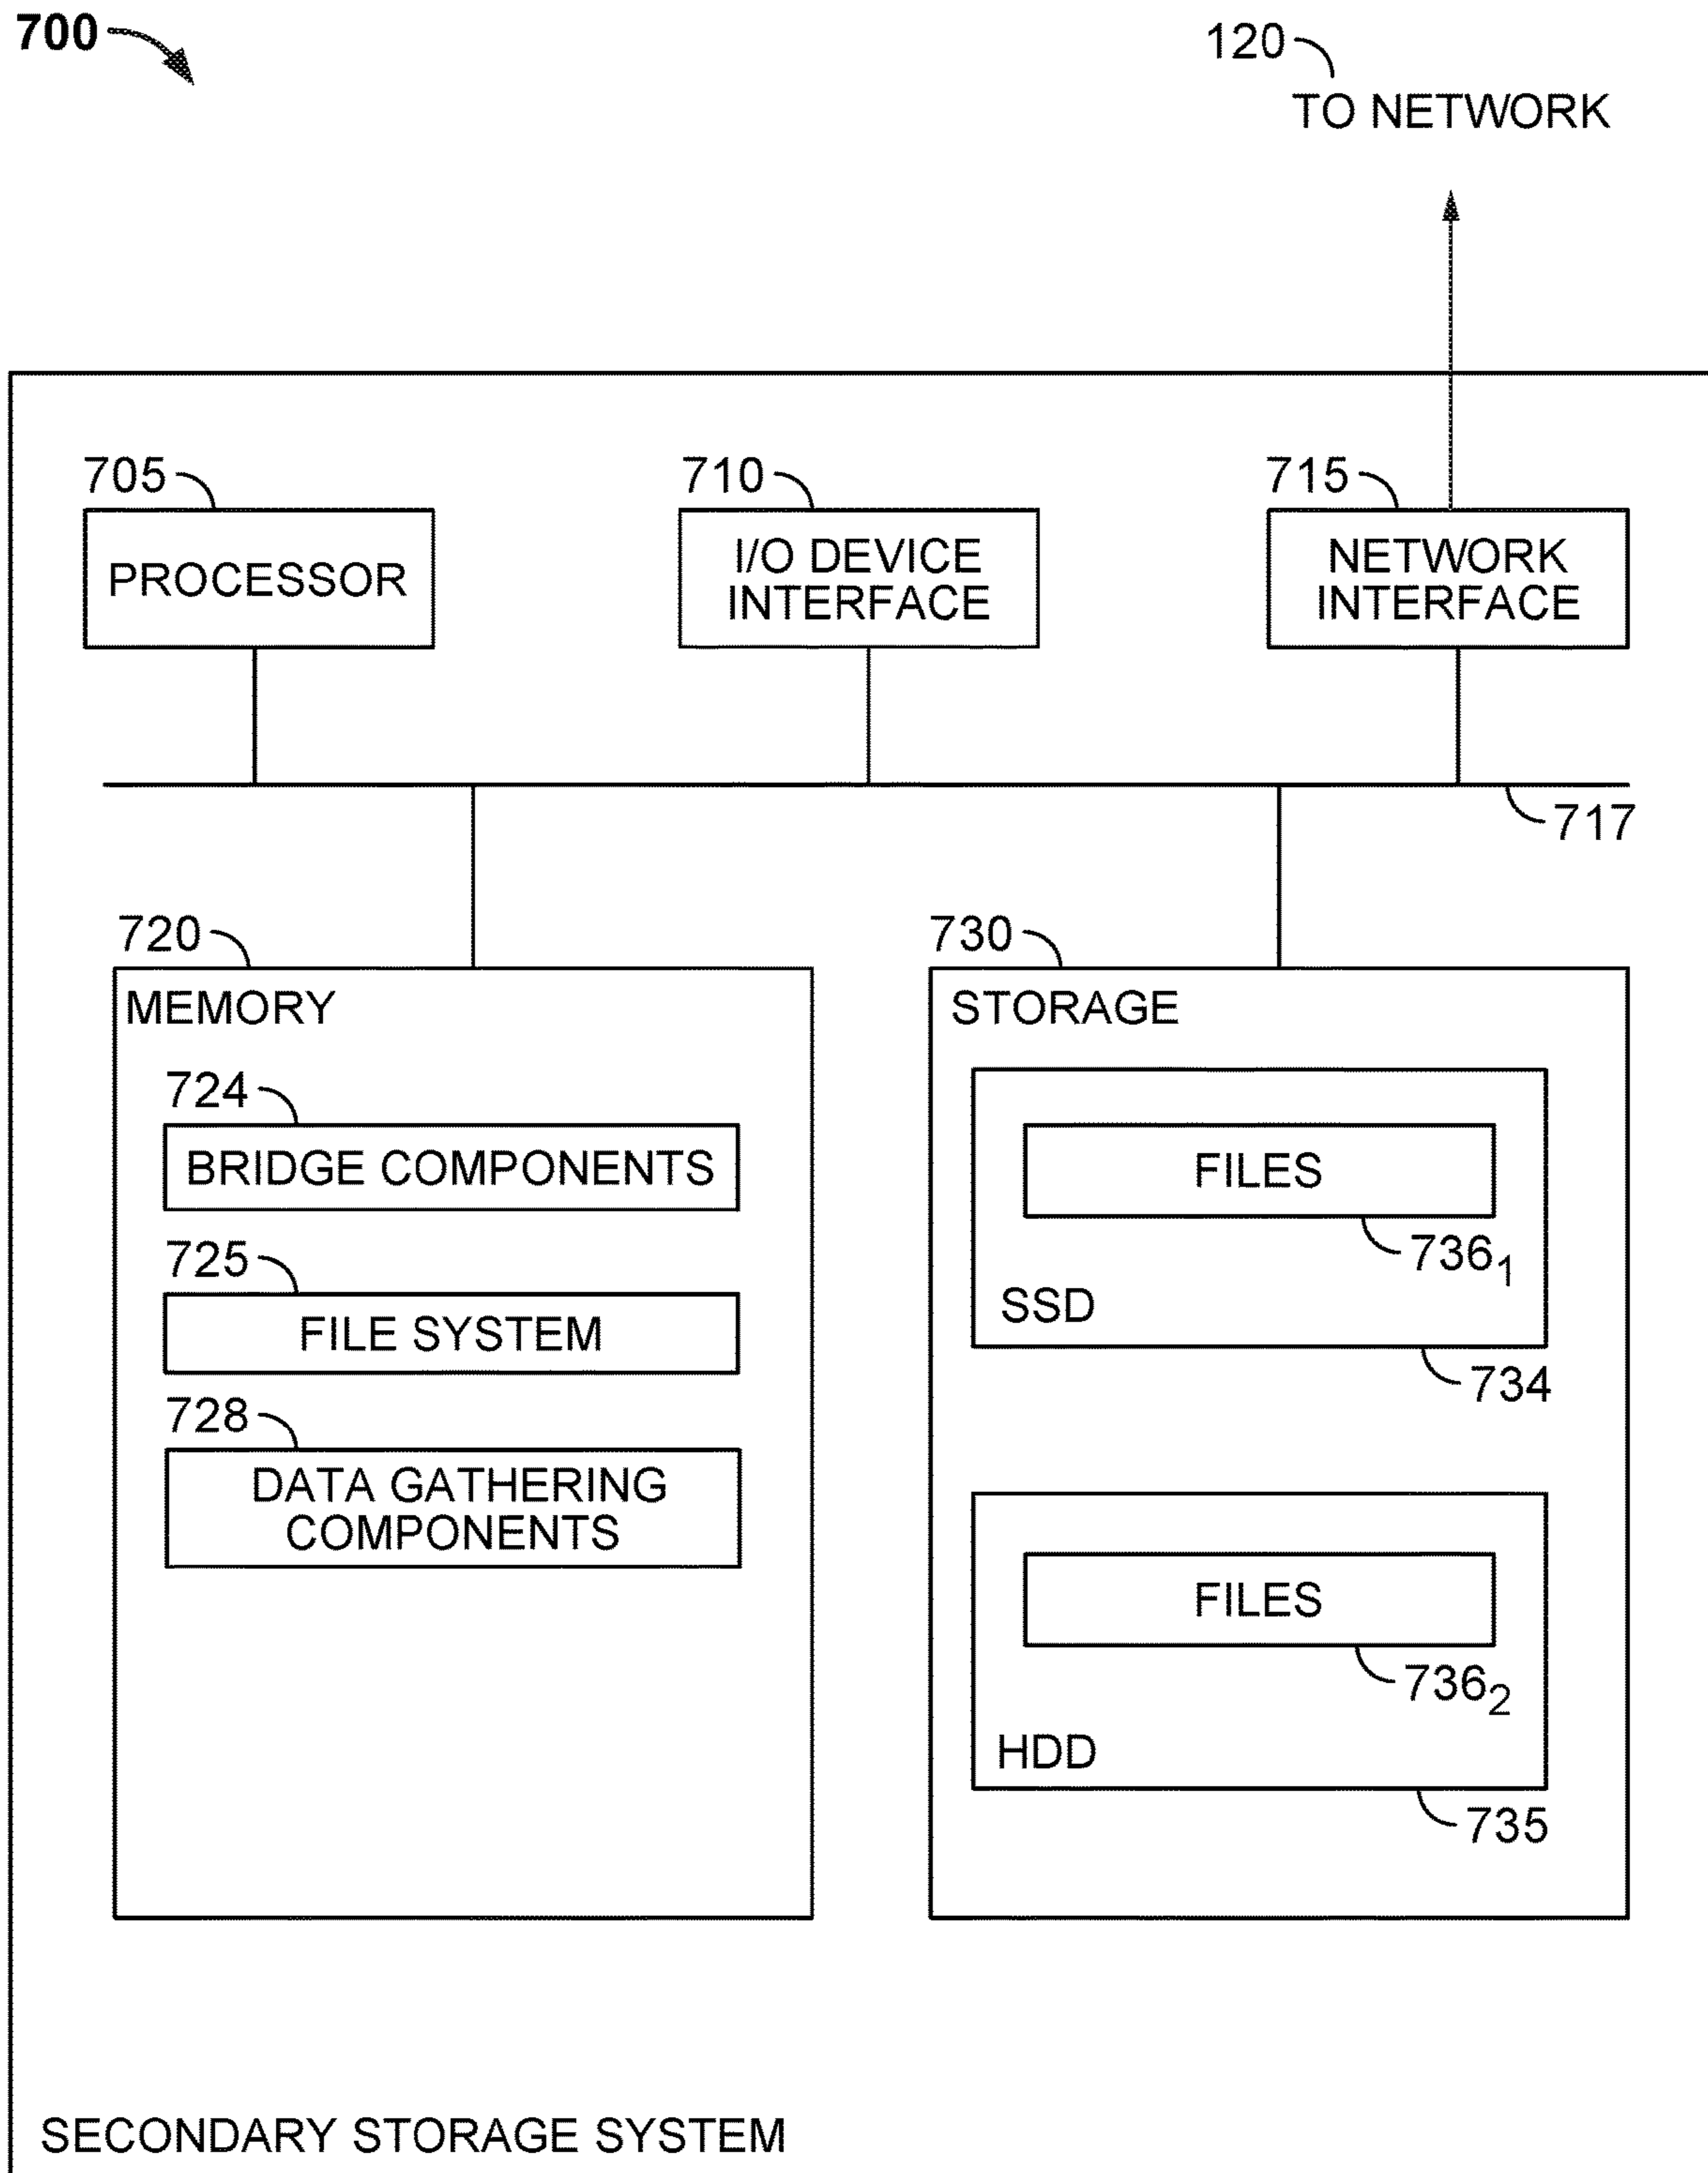 700
120
TO NETWORK
705
710
715
PROCESSOR
I/O DEVICE
INTERFACE
NETWORK
INTERFACE
717
720
730
MEMORY
STORAGE
724
BRIDGE COMPONENTS
FILES
736₁
725
FILE SYSTEM
SSD
734
728
DATA GATHERING
COMPONENTS
FILES
736₂
HDD
735
SECONDARY STORAGE SYSTEM